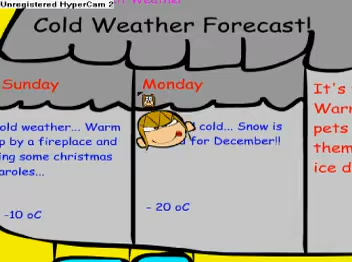 Unregistered HyperCam 2
Cold Weather Forecast!
Sunday
old weather... Warm
p by a fireplace and
ing some christmas
aroles...
-10 oC
Monday
cold... Snow is
for December!!
- 20 oC
It's
Warm
pets
them
ice d